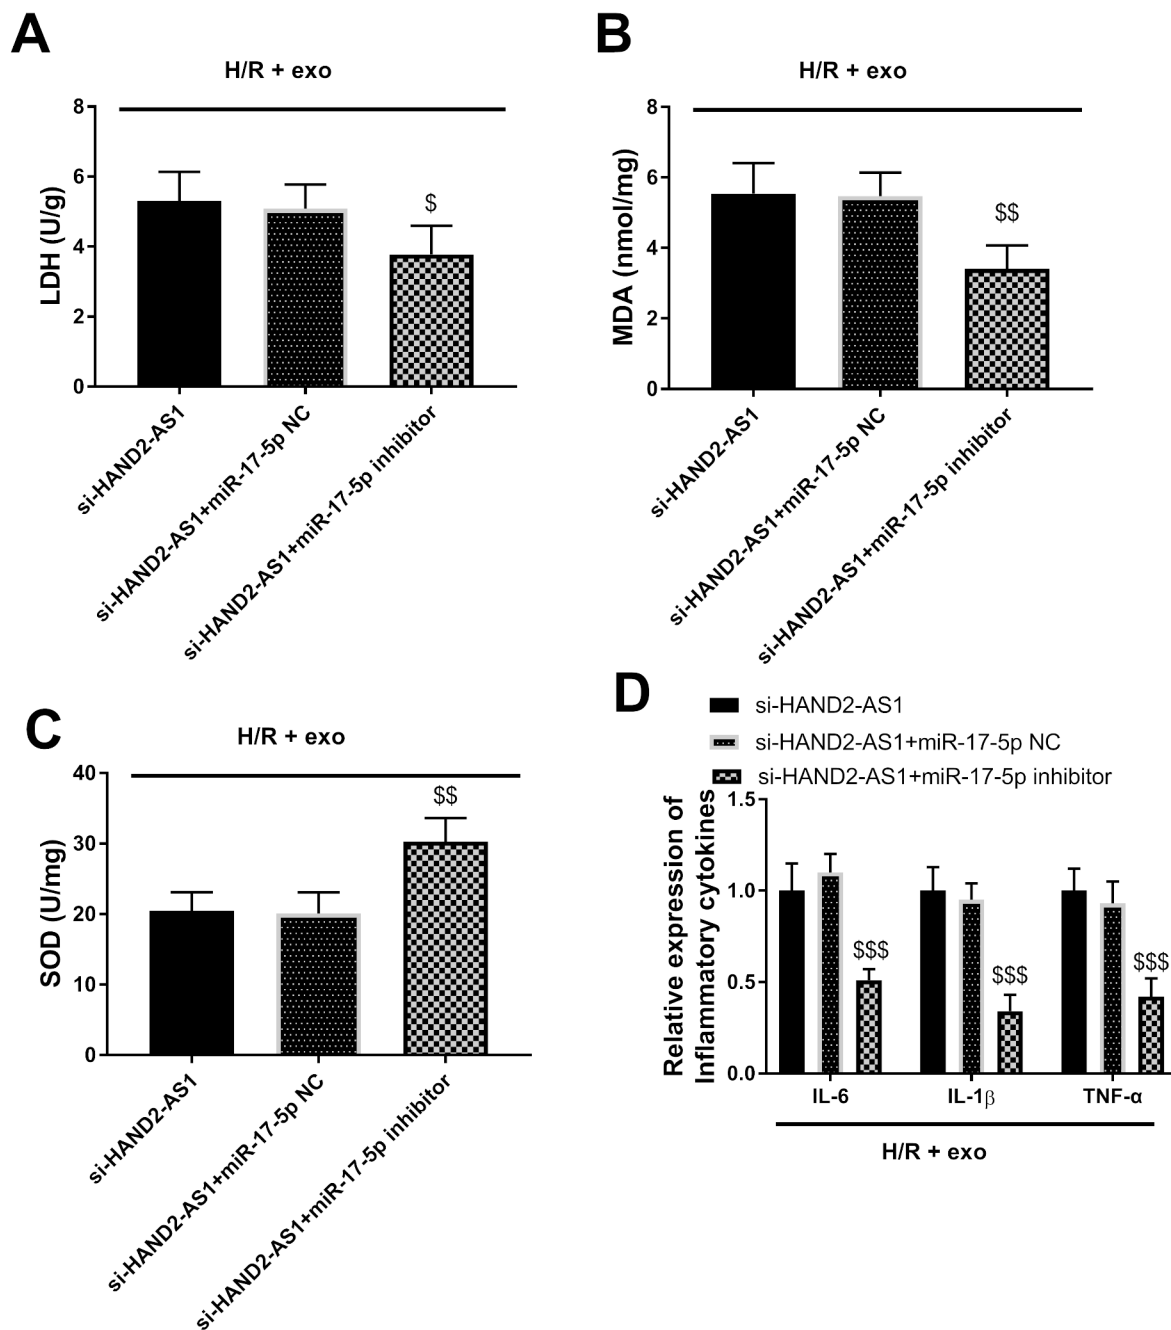 A
H/R + exo
LDH (U/g)
8
6
4
2
0
$
si-HAND2-AS1
si-HAND2-AS1+miR-17-5p NC
si-HAND2-AS1+miR-17-5p inhibitor
B
H/R + exo
MDA (nmol/mg)
8
6
4
2
0
$$
si-HAND2-AS1
si-HAND2-AS1+miR-17-5p NC
si-HAND2-AS1+miR-17-5p inhibitor
C
H/R + exo
SOD (U/mg)
40
30
20
10
0
$$
si-HAND2-AS1
si-HAND2-AS1+miR-17-5p NC
si-HAND2-AS1+miR-17-5p inhibitor
D
si-HAND2-AS1
si-HAND2-AS1+miR-17-5p NC
si-HAND2-AS1+miR-17-5p inhibitor
Relative expression of
Inflammatory cytokines
1.5
1.0
0.5
0.0
$$$
$$$
$$$
IL-6
IL-1β
TNF-α
H/R + exo